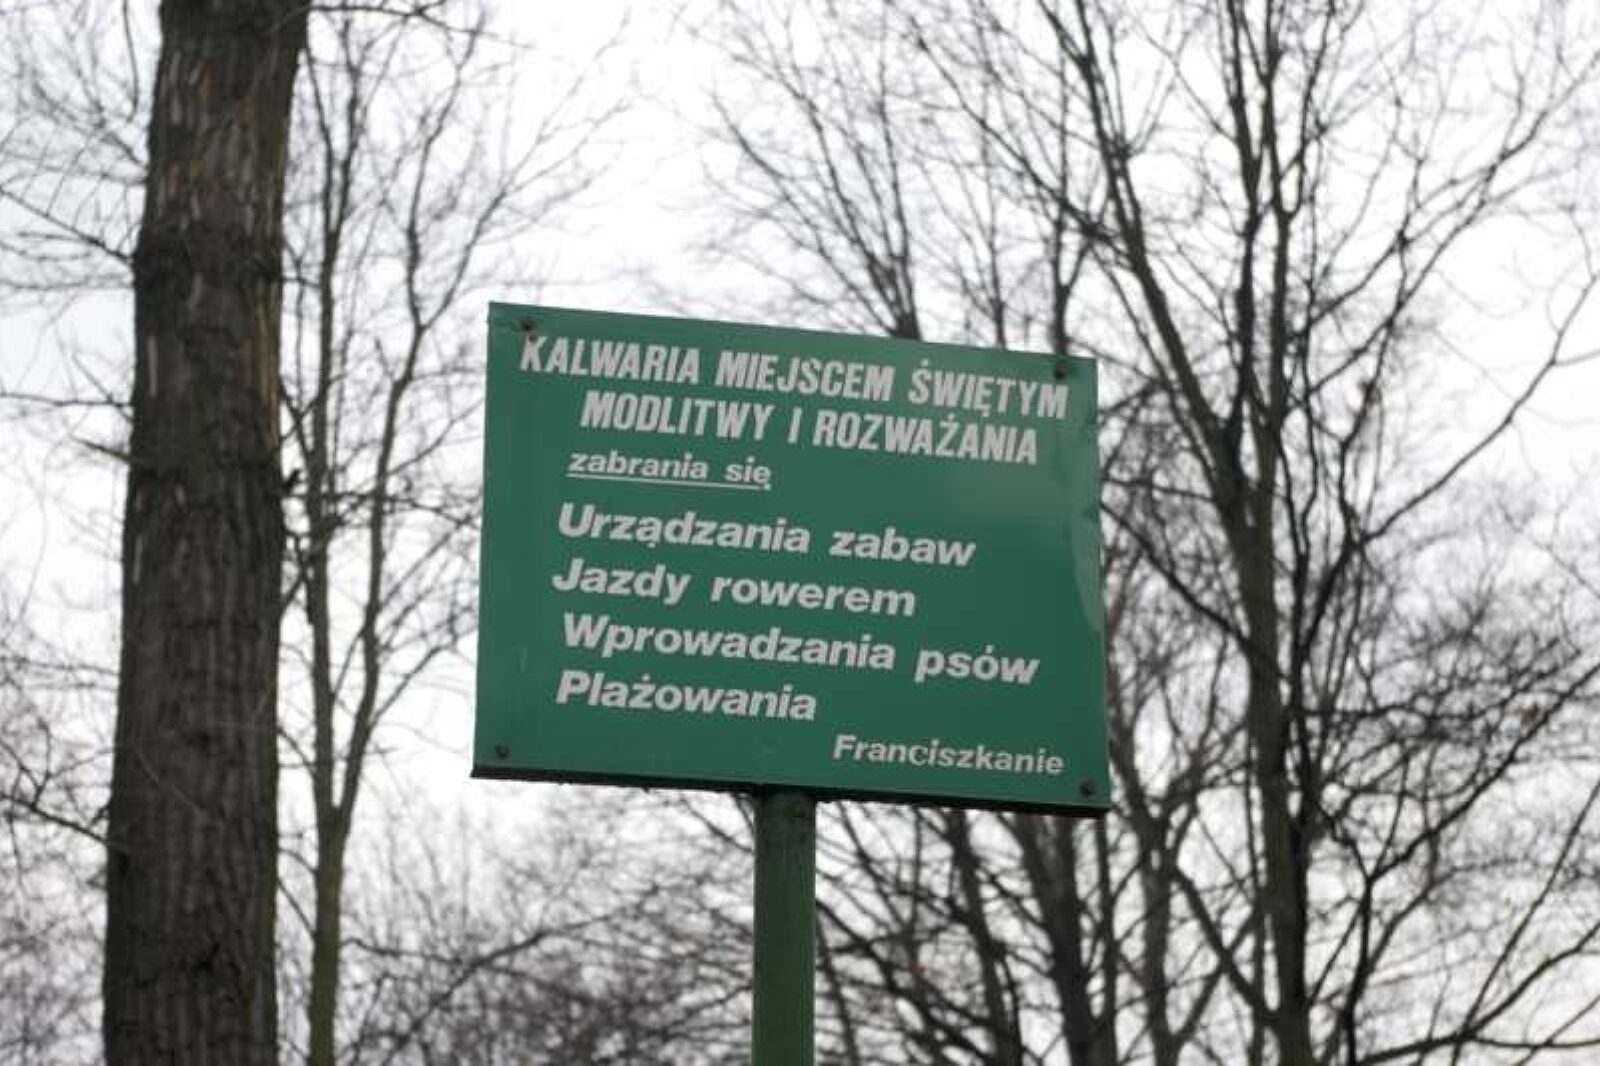 KALWARIA MIEJSCEM ŚWIĘTYM
MODLITWY I ROZWAŻANIA
zabrania się
Urządzania zabaw
Jazdy rowerem
Wprowadzania psów
Plażowania
Franciszkanie